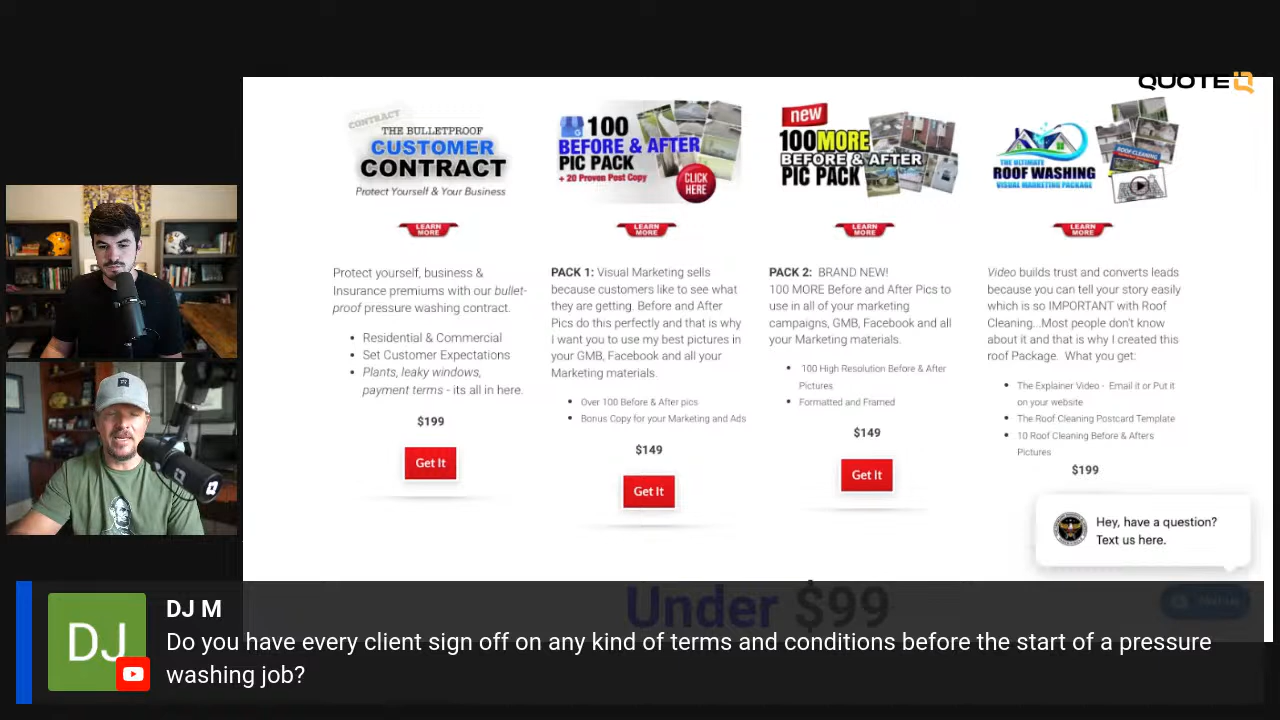 QUOTE
CONTRACT
THE BULLETPROOF
CUSTOMER
CONTRACT
Protect Yourself & Your Business
LEARN
MORE
Protect yourself, business &
Insurance premiums with our bullet-
proof pressure washing contract.
• Residential & Commercial
• Set Customer Expectations
• Plants, leaky windows,
payment terms - its all in here.
$199
Get It
100
BEFORE & AFTER
PIC PACK
+ 20 Proven Post Copy
CLICK
HERE
LEARN
MORE
PACK 1: Visual Marketing sells
because customers like to see what
they are getting. Before and After
Pics do this perfectly and that is why
I want you to use my best pictures in
your GMB, Facebook and all your
Marketing materials.
• Over 100 Before & After pics
• Bonus Copy for your Marketing and Ads
$149
Get It
new
100 MORE
BEFORE & AFTER
PIC PACK
LEARN
MORE
PACK 2: BRAND NEW!
100 MORE Before and After Pics to
use in all of your marketing
campaigns, GMB, Facebook and all
your Marketing materials.
• 100 High Resolution Before & After
Pictures
• Formatted and Framed
$149
Get It
THE ULTIMATE
ROOF WASHING
VISUAL MARKETING PACKAGE
ROOF CLEANING
LEARN
MORE
Video builds trust and converts leads
because you can tell your story easily
which is so IMPORTANT with Roof
Cleaning...Most people don't know
about it and that is why I created this
roof Package. What you get:
• The Explainer Video - Email it or Put it
on your website
• The Roof Cleaning Postcard Template
• 10 Roof Cleaning Before & Afters
Pictures
$199
Hey, have a question?
Text us here.
Under $99
DJ
DJ M
Do you have every client sign off on any kind of terms and conditions before the start of a pressure
washing job?